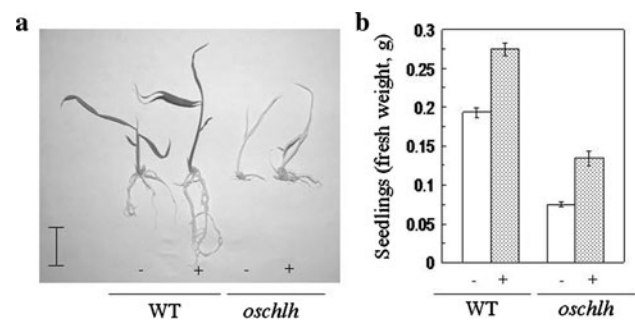 a
- + - +
WT oschlh
b
Seedlings (fresh weight, g)
0.3
0.25
0.2
0.15
0.1
0.05
0
- + - +
WT oschlh